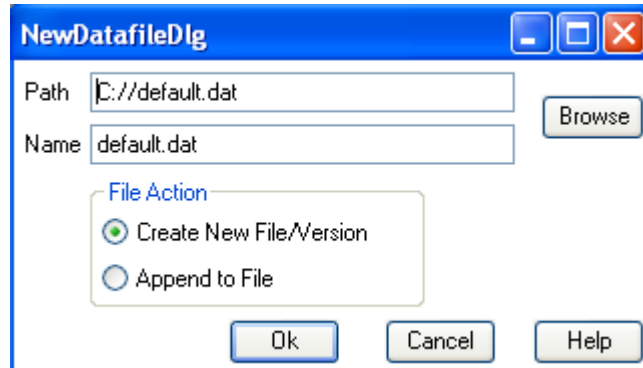 NewDatafileDlg
Path C://default.dat
Browse
Name default.dat
File Action
Create New File/Version
Append to File
Ok Cancel Help